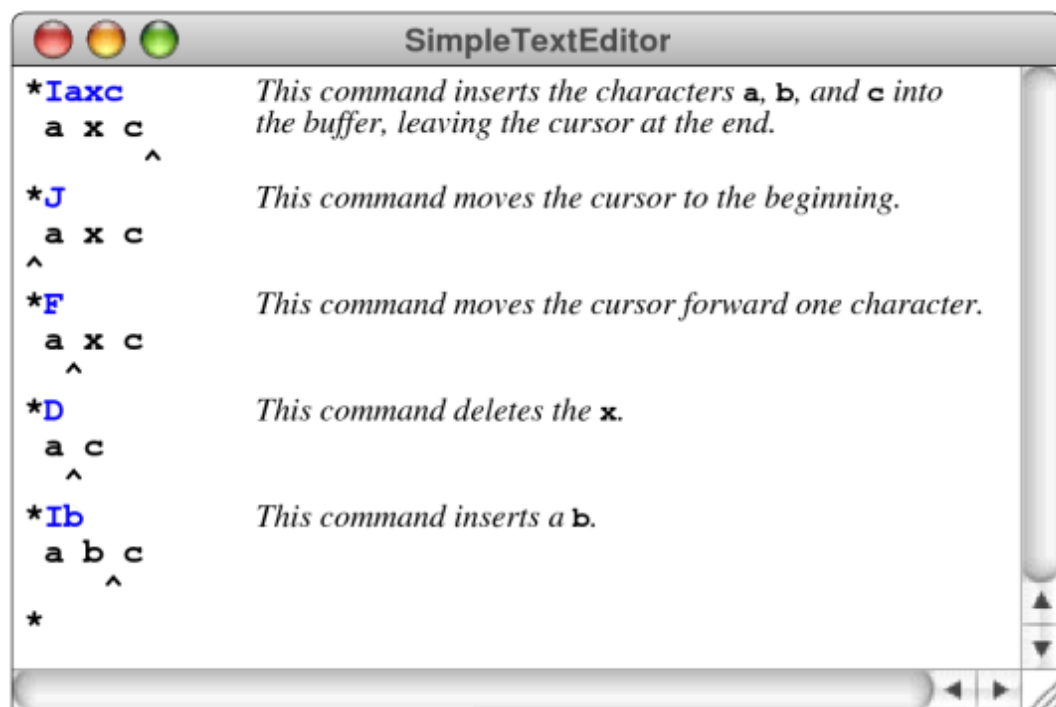 SimpleTextEditor
*Iaxc This command inserts the characters a, b, and c into
a x c the buffer, leaving the cursor at the end.
^
*J This command moves the cursor to the beginning.
a x c
^
*F This command moves the cursor forward one character.
a x c
^
*D This command deletes the x.
a c
^
*Ib This command inserts a b.
a b c
^
*